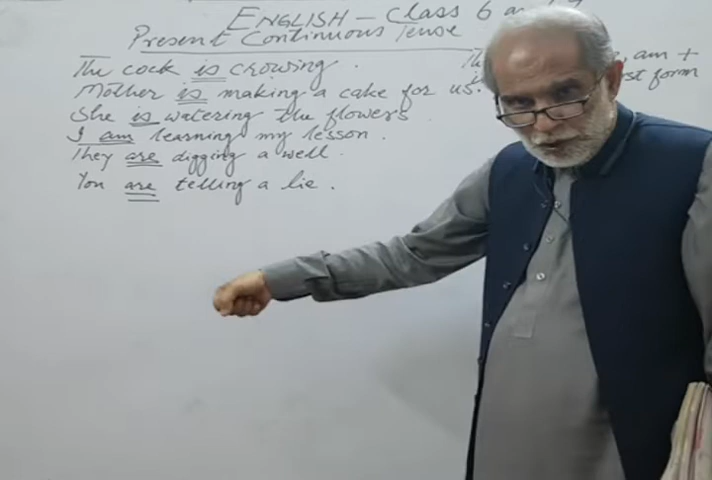 ENGLISH - Class 6
Present Continuous Tense
The cock is crowing. am +
Mother is making a cake for us. form
She is watering the flowers.
I am learning my lesson.
They are digging a well.
You are telling a lie.